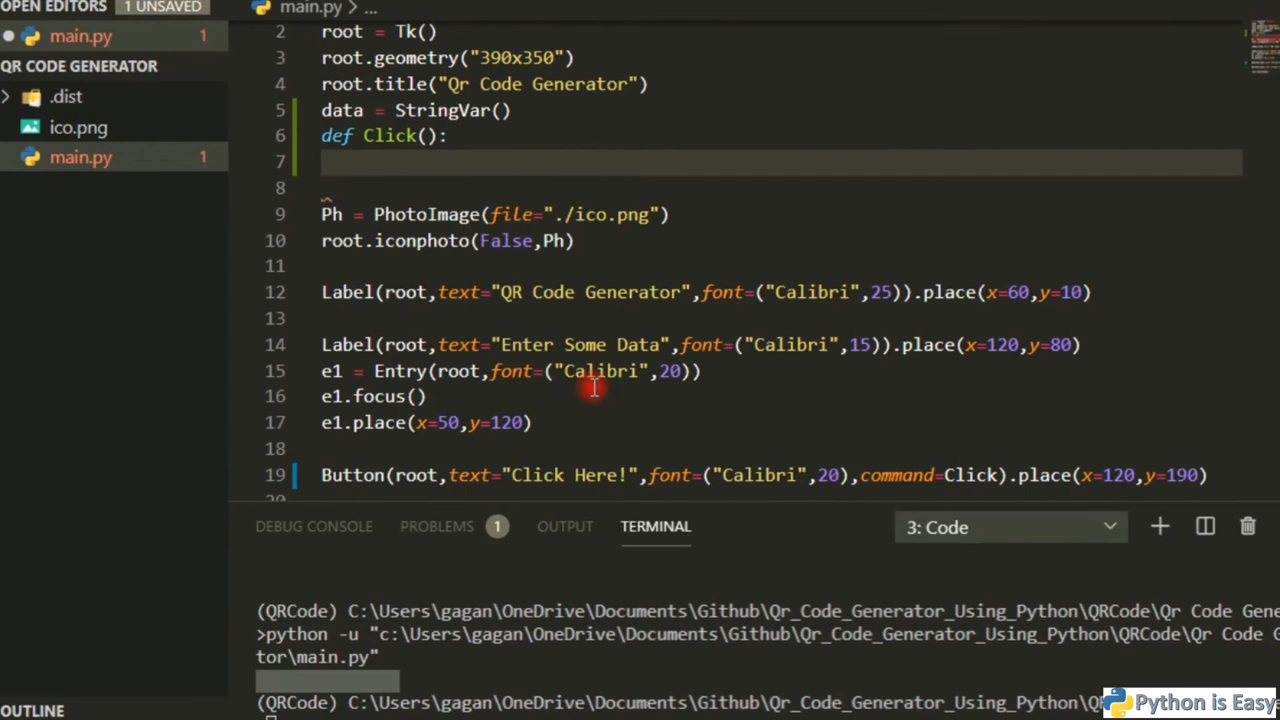 OPEN EDITORS 1 UNSAVED
main.py 1
QR CODE GENERATOR
.dist
ico.png
main.py 1
OUTLINE
main.py > ...
2 root = Tk()
3 root.geometry("390x350")
4 root.title("Qr Code Generator")
5 data = StringVar()
6 def Click():
7
8
9 Ph = PhotoImage(file="./ico.png")
10 root.iconphoto(False,Ph)
11
12 Label(root,text="QR Code Generator",font=("Calibri",25)).place(x=60,y=10)
13
14 Label(root,text="Enter Some Data",font=("Calibri",15)).place(x=120,y=80)
15 e1 = Entry(root,font=("Calibri",20))
16 e1.focus()
17 e1.place(x=50,y=120)
18
19 Button(root,text="Click Here!",font=("Calibri",20),command=Click).place(x=120,y=190)
DEBUG CONSOLE PROBLEMS 1 OUTPUT TERMINAL 3: Code
(QRCode) C:\Users\gagan\OneDrive\Documents\Github\Qr_Code_Generator_Using_Python\QRCode\Qr Code Gene
>python -u "c:\Users\gagan\OneDrive\Documents\Github\Qr_Code_Generator_Using_Python\QRCode\Qr Code G
tor\main.py"
(QRCode) C:\Users\gagan\OneDrive\Documents\Github\Qr_Code_Generator_Using_Python\
Python is Easy